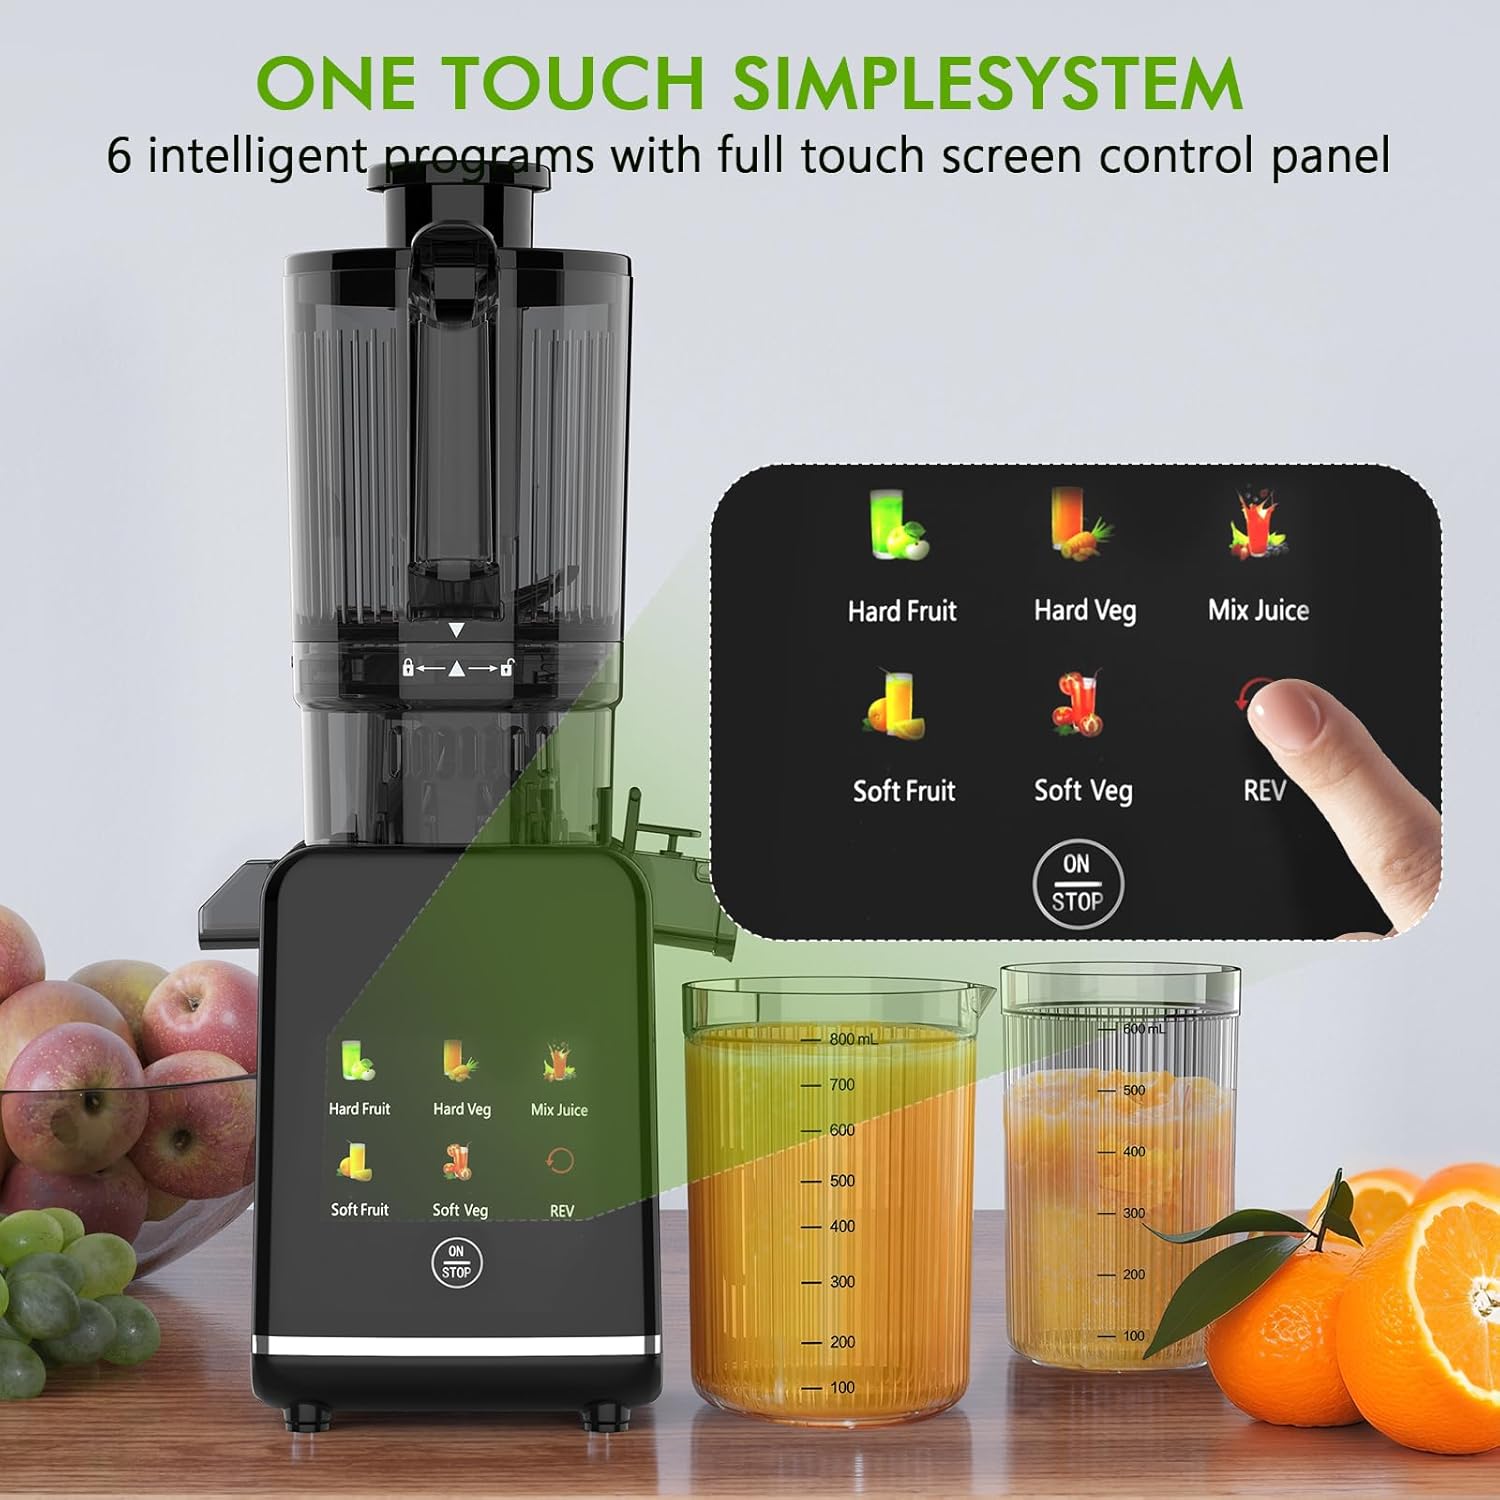 ONE TOUCH SIMPLESYSTEM
6 intelligent programs with full touch screen control panel
Hard Fruit Hard Veg Mix Juice
Soft Fruit Soft Veg REV
ON
STOP
Hard Fruit Hard Veg Mix Juice
Soft Fruit Soft Veg REV
ON
STOP
800 mL
700
600
500
400
300
200
100
600 mL
500
400
300
200
100